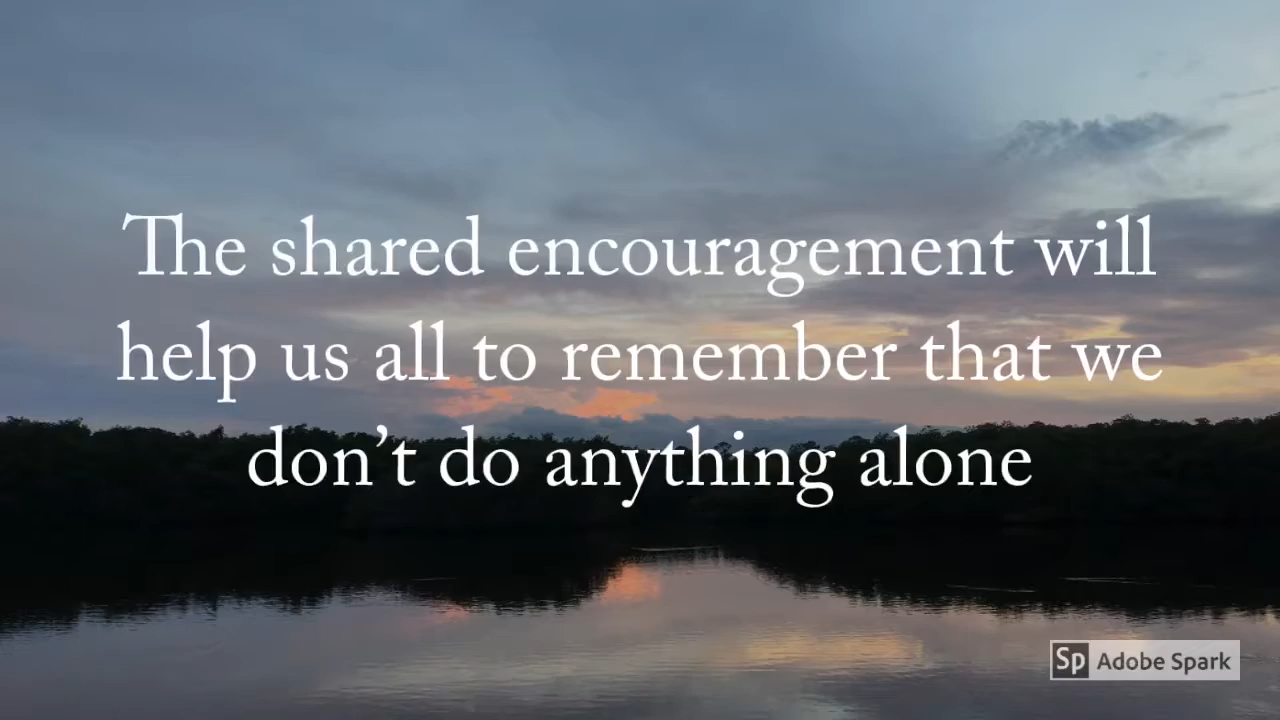 The shared encouragement will
help us all to remember that we
don’t do anything alone
Sp Adobe Spark